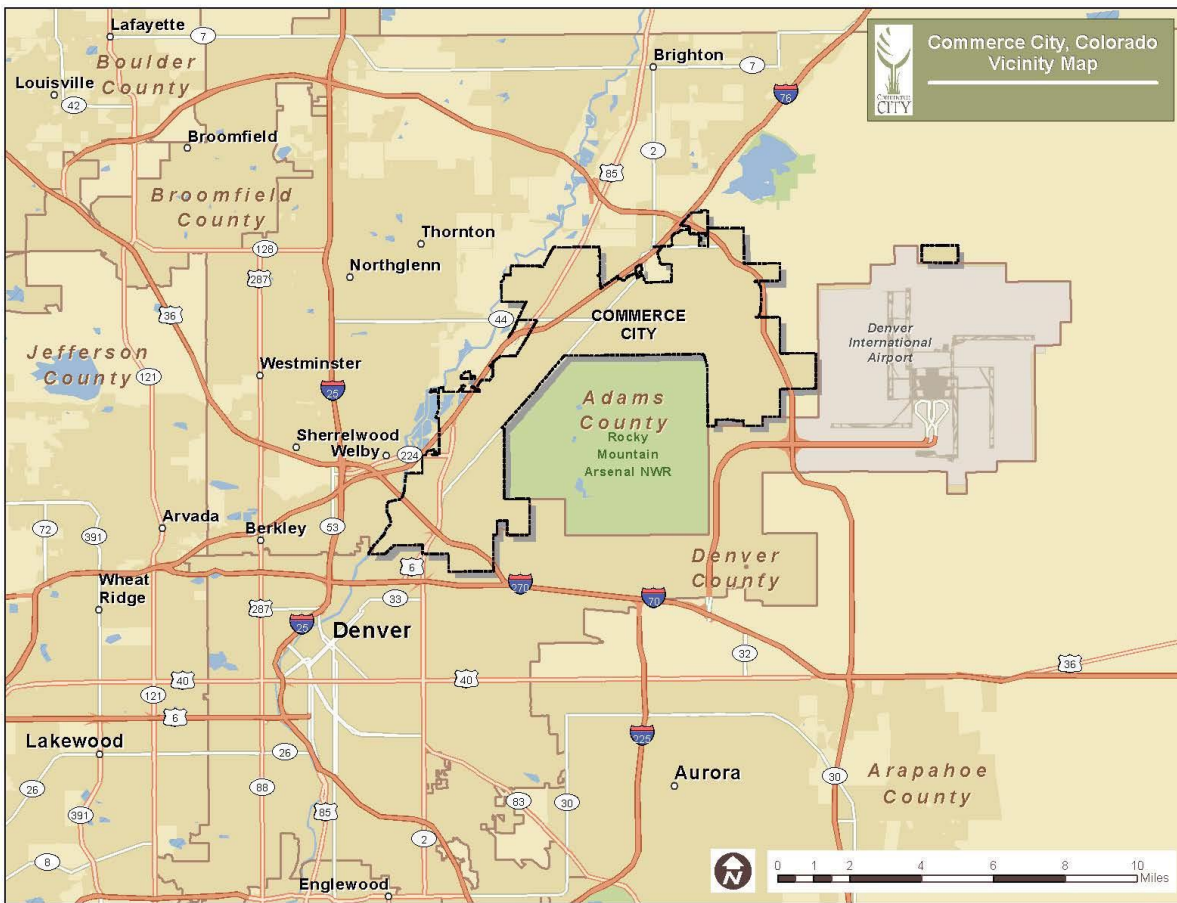 Commerce City, Colorado
Vicinity Map
Commerce
CITY
Lafayette
7
Boulder
County
Louisville
42
Brighton
7
76
Broomfield
2
85
Broomfield
County
Thornton
128
Northglenn
287
36
44
COMMERCE
CITY
Denver
International
Airport
Jefferson
County
121
Westminster
25
Adams
County
Rocky
Mountain
Arsenal NWR
Sherrelwood
Welby
224
Arvada
72
391
Berkley
53
6
Denver
County
Wheat
Ridge
287
270
70
33
25
Denver
32
36
40
40
121
6
Lakewood
26
225
Aurora
30
Arapahoe
County
26
88
391
85
83
30
2
8
Englewood
N
0 1 2 4 6 8 10
Miles